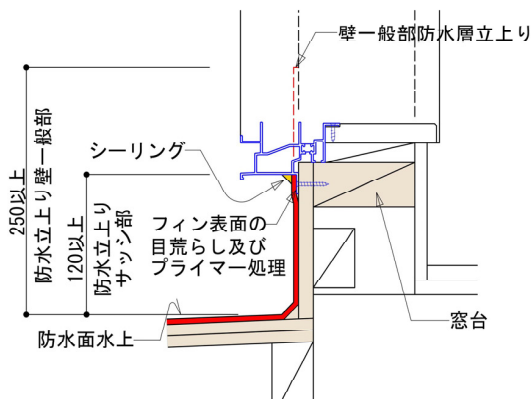 壁一般部防水層立上り
シーリング
フィン表面の
目荒らし及び
プライマー処理
250以上
防水立上り壁一般部
120以上
防水立上り
サッシ部
防水面水上
窓台